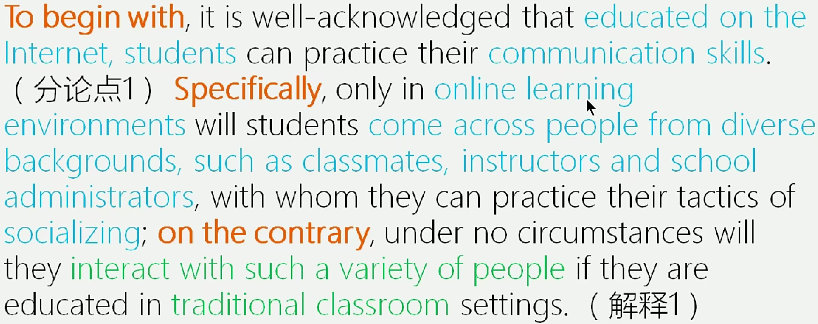 To begin with, it is well-acknowledged that educated on the
Internet, students can practice their communication skills.
（分论点1） Specifically, only in online learning
environments will students come across people from diverse
backgrounds, such as classmates, instructors and school
administrators, with whom they can practice their tactics of
socializing; on the contrary, under no circumstances will
they interact with such a variety of people if they are
educated in traditional classroom settings. （解释1）